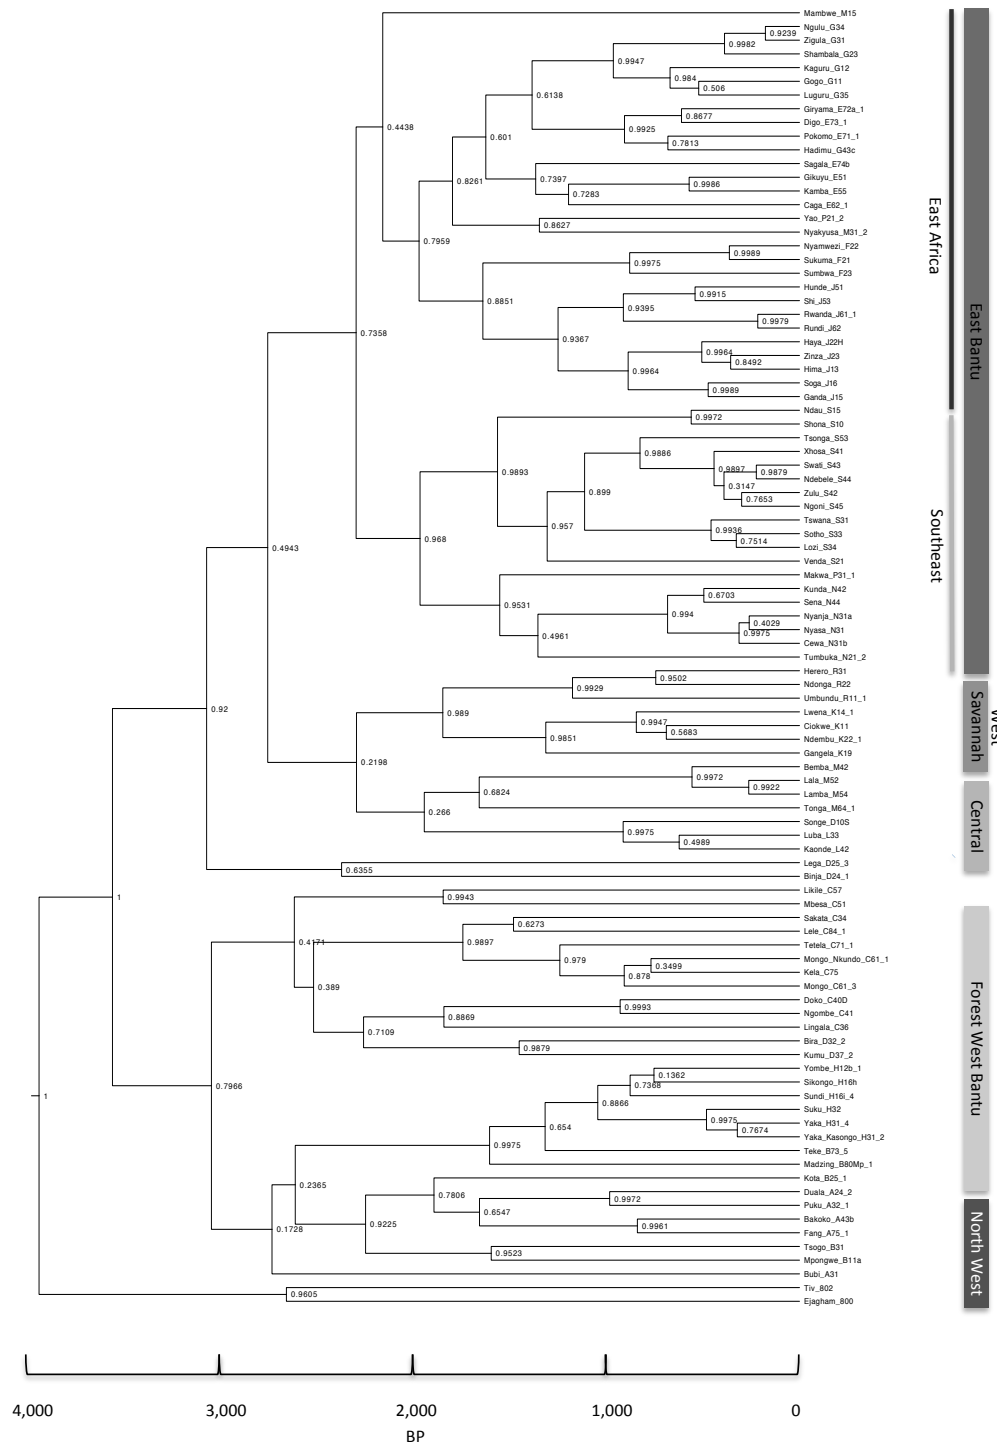 Mambwe_M15
Ngulu_G34
0.9239
Zigula_G31
0.9982
Shambala_G23
0.9947
Kaguru_G12
0.984
Gogo_G11
0.506
Luguru_G35
0.6138
Giryama_E72a_1
0.8677
Digo_E73_1
0.9925
Pokomo_E71_1
0.7813
Hadimu_G43c
0.4438
0.601
Sagala_E74b
0.7397
Gikuyu_E51
0.9986
Kamba_E55
0.7283
Caga_E62_1
0.8261
Yao_P21_2
0.8627
Nyakyusa_M31_2
0.7959
Nyamwezi_F22
0.9989
Sukuma_F21
0.9975
Sumbwa_F23
0.8851
Hunde_J51
0.9915
Shi_J53
0.9395
Rwanda_J61_1
0.9979
Rundi_J62
0.7358
0.9367
Haya_J22H
0.9964
Zinza_J23
0.8492
Hima_J13
0.9964
Soga_J16
0.9989
Ganda_J15
Ndau_S15
0.9972
Shona_S10
Tsonga_S53
0.9886
Xhosa_S41
0.9893
0.9897
Swati_S43
0.9879
Ndebele_S44
0.3147
Zulu_S42
0.7653
Ngoni_S45
0.899
Tswana_S31
0.957
0.9936
Sotho_S33
0.7514
Lozi_S34
0.968
0.4943
Venda_S21
Makwa_P31_1
Kunda_N42
0.6703
Sena_N44
0.9531
0.994
Nyanja_N31a
0.4029
Nyasa_N31
0.9975
Cewa_N31b
0.4961
Tumbuka_N21_2
Herero_R31
0.9502
Ndonga_R22
0.9929
Umbundu_R11_1
0.92
0.989
Lwena_K14_1
0.9947
Ciokwe_K11
0.5683
Ndembu_K22_1
0.9851
Gangela_K19
0.2198
Bemba_M42
0.9972
Lala_M52
0.9922
Lamba_M54
0.6824
Tonga_M64_1
0.266
Songe_D10S
0.9975
Luba_L33
0.4989
Kaonde_L42
Lega_D25_3
0.6355
Binja_D24_1
1
Likile_C57
0.9943
Mbesa_C51
Sakata_C34
0.6273
Lele_C84_1
0.4171
0.9897
Tetela_C71_1
0.979
Mongo_Nkundo_C61_1
0.3499
Kela_C75
0.878
Mongo_C61_3
0.389
Doko_C40D
0.9993
Ngombe_C41
0.8869
Lingala_C36
0.7109
Bira_D32_2
0.9879
Kumu_D37_2
Yombe_H12b_1
0.1362
Sikongo_H16h
0.7368
Sundi_H16i_4
0.7966
1
0.8866
Suku_H32
0.9975
Yaka_H31_4
0.7674
Yaka_Kasongo_H31_2
0.654
Teke_B73_5
0.9975
Madzing_B80Mp_1
Kota_B25_1
0.2365
0.7806
Duala_A24_2
0.9972
Puku_A32_1
0.6547
Bakoko_A43b
0.9961
Fang_A75_1
0.9225
0.1728
Tsogo_B31
0.9523
Mpongwe_B11a
Bubi_A31
Tiv_802
0.9605
Ejagham_800
East Africa
Southeast
East Bantu
West
Savannah
Central
Forest West Bantu
North West
4,000 3,000 2,000 1,000 0
BP